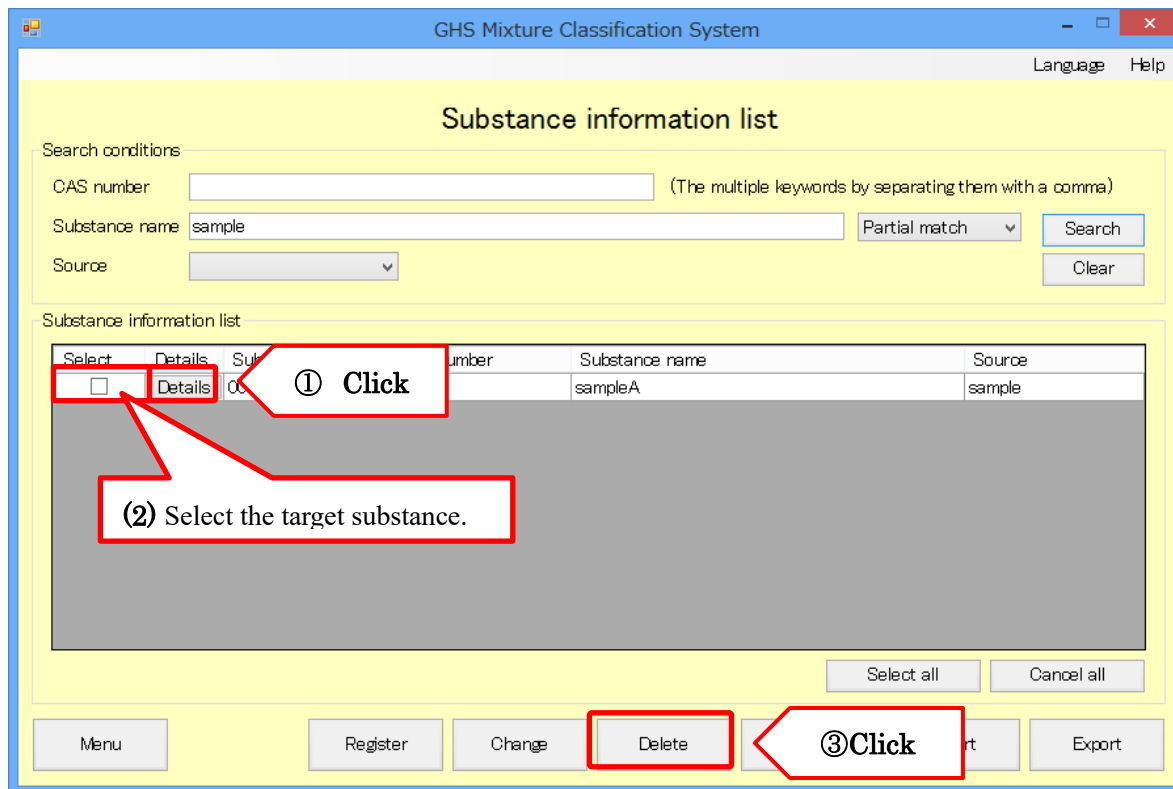 GHS Mixture Classification System
Language Help
Substance information list
Search conditions
CAS number (The multiple keywords by separating them with a comma)
Substance name sample Partial match Search
Source Clear
Substance information list
Select Details Substance name Source
Details sampleA sample
① Click
(2) Select the target substance.
Select all Cancel all
Menu Register Change Delete Export
③Click